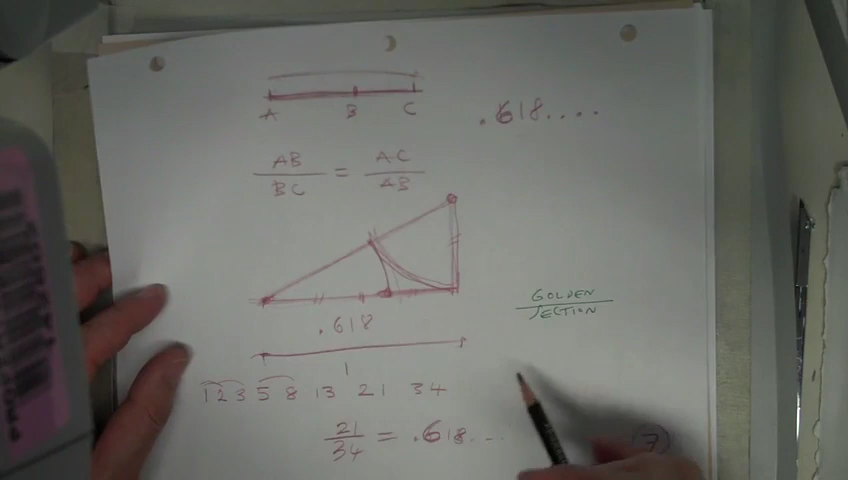 A B C
.618....
AB/BC = AC/AB
GOLDEN
SECTION
.618
1
1 2 3 5 8 13 21 34
21/34 = .618...
7